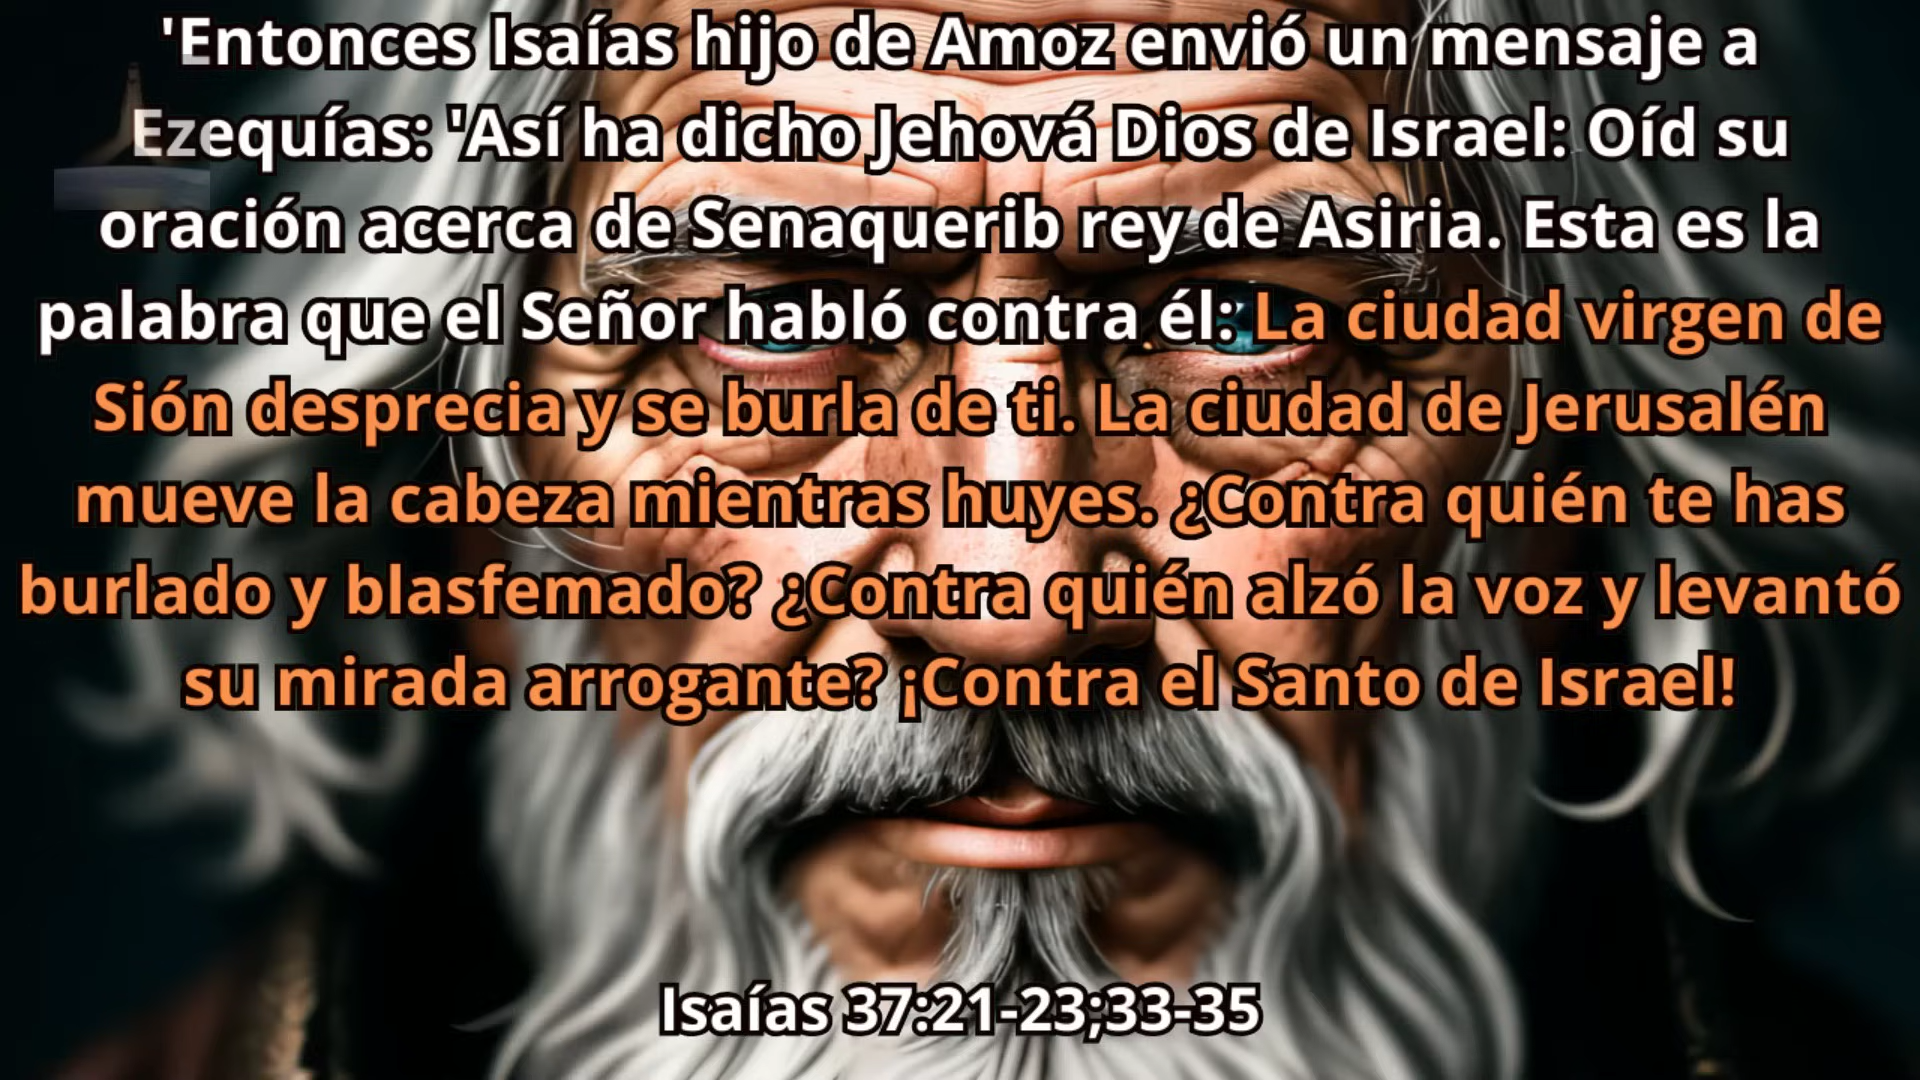 'Entonces Isaías hijo de Amoz envió un mensaje a
Ezequías: 'Así ha dicho Jehová Dios de Israel: Oíd su
oración acerca de Senaquerib rey de Asiria. Esta es la
palabra que el Señor habló contra él: La ciudad virgen de
Sión desprecia y se burla de ti. La ciudad de Jerusalén
mueve la cabeza mientras huyes. ¿Contra quién te has
burlado y blasfemado? ¿Contra quién alzó la voz y levantó
su mirada arrogante? ¡Contra el Santo de Israel!
Isaías 37:21-23;33-35